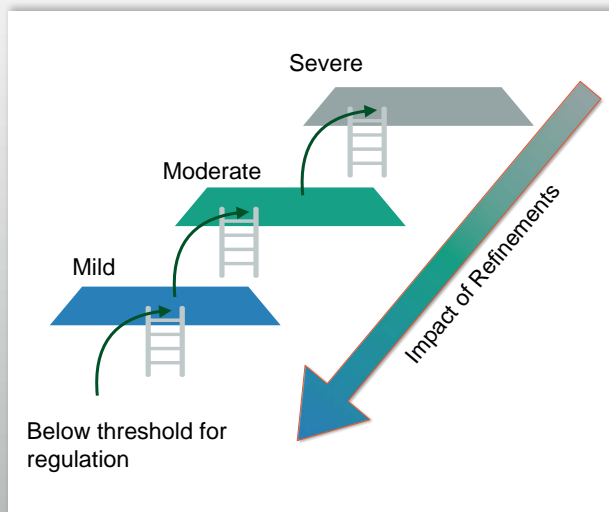 Severe
Moderate
Mild
Impact of Refinements
Below threshold for
regulation